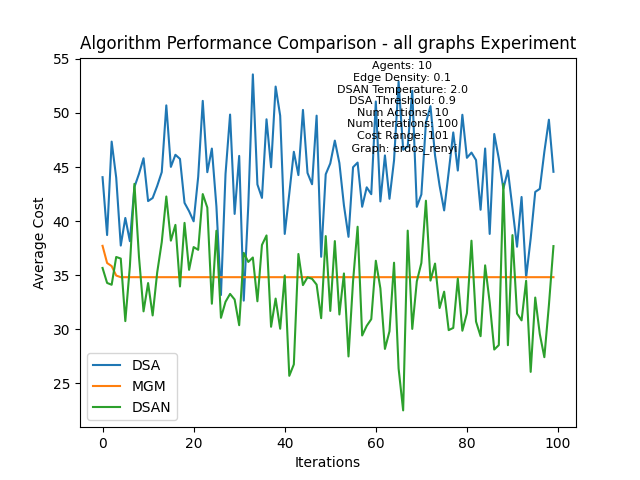 Algorithm Performance Comparison - all graphs Experiment
Agents: 10
Edge Density: 0.1
DSAN Temperature: 2.0
DSA Threshold: 0.9
Num Actions: 10
Num Iterations: 100
Cost Range: 101
Graph: erdos_renyi
55
50
45
40
35
30
25
Average Cost
DSA
MGM
DSAN
0
20
40
60
80
100
Iterations